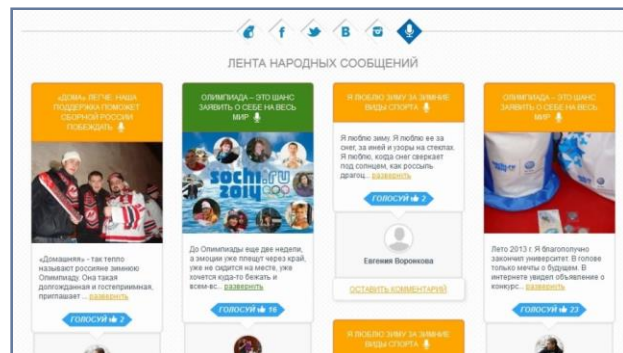 ЛЕНТА НАРОДНЫХ СООБЩЕНИЙ
«ДОМА» ЛЕГЧЕ. НАША
ПОДДЕРЖКА ПОМОЖЕТ
СБОРНОЙ РОССИИ
ПОБЕЖДАТЬ
«Домашняя» - так тепло
называют россияне зимнюю
Олимпиаду. Она такая
долгожданная и гостеприимная,
приглашает ... развернуть
ГОЛОСУЙ 2
ОЛИМПИАДА – ЭТО ШАНС
ЗАЯВИТЬ О СЕБЕ НА ВЕСЬ
МИР
sochi.ru
2014
До Олимпиады еще две недели,
а эмоции уже плещут через край,
уже не сидится на месте, уже
хочется куда-то бежать и
всем-вс... развернуть
ГОЛОСУЙ 16
Я ЛЮБЛЮ ЗИМУ ЗА ЗИМНИЕ
ВИДЫ СПОРТА
Я люблю зиму. Я люблю ее за
снег, за иней и узоры на стеклах.
Я люблю, когда снег сверкает
под солнцем, как россыпь
драгоц... развернуть
ГОЛОСУЙ 2
Евгения Воронкова
ОСТАВИТЬ КОММЕНТАРИЙ
Я ЛЮБЛЮ ЗИМУ ЗА ЗИМНИЕ
ВИДЫ СПОРТА
ОЛИМПИАДА – ЭТО ШАНС
ЗАЯВИТЬ О СЕБЕ НА ВЕСЬ
МИР
Лето 2013 г. Я благополучно
закончил университет. В голове
только мечты о будущем. В
интернете увидел объявление о
конкурс... развернуть
ГОЛОСУЙ 23